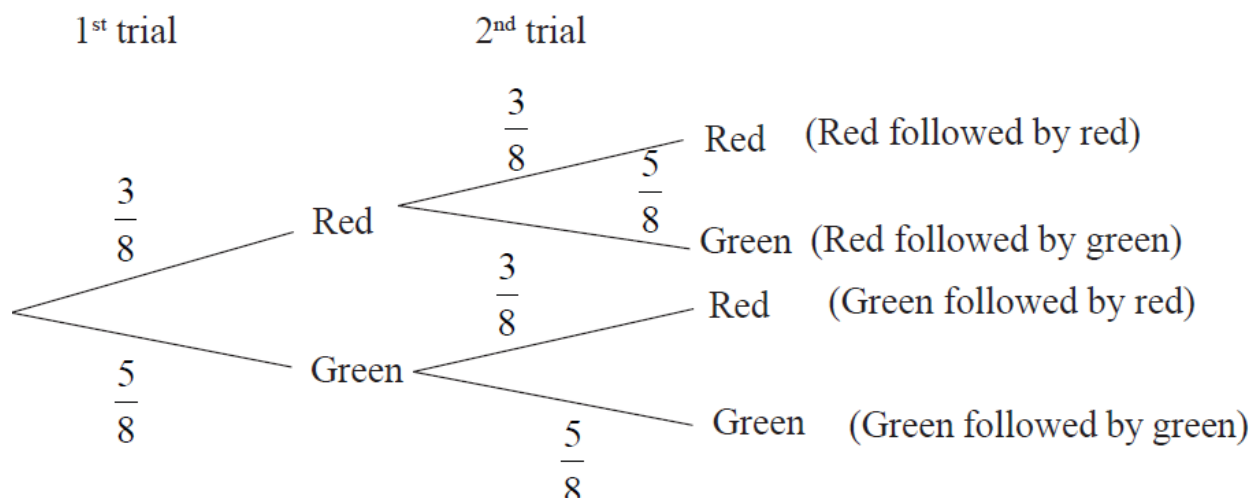 1st trial 2nd trial
3/8
Red (Red followed by red)
3/8
5/8
Red
Green (Red followed by green)
3/8
Red (Green followed by red)
Green
5/8
Green (Green followed by green)
5/8